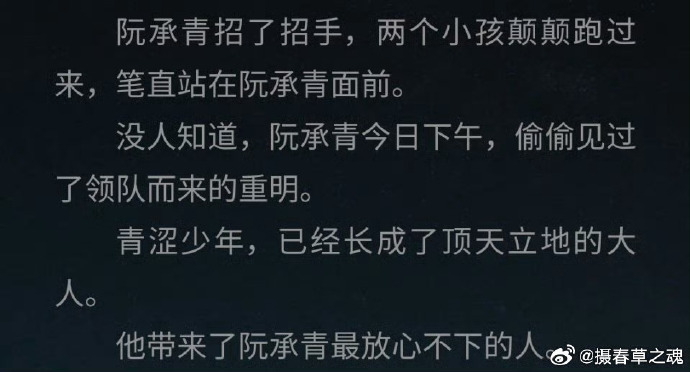 阮承青招了招手，两个小孩颠颠跑过
来，笔直站在阮承青面前。
没人知道，阮承青今日下午，偷偷见过
了领队而来的重明。
青涩少年，已经长成了顶天立地的大
人。
他带来了阮承青最放心不下的人。
@摄春草之魂